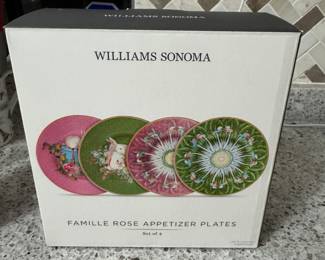 WILLIAMS SONOMA
WILLIAMS SONOMA
FAMILLE ROSE APPETIZER PLATES
Set of 4